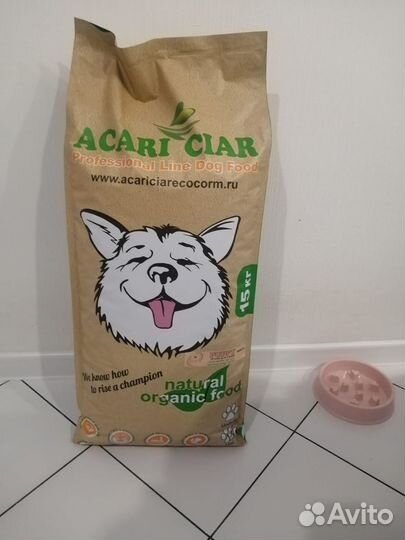 ACARI CIAR
Professional Line Dog Food
www.acariciarecocorm.ru
15 кг
We know how
to rise a champion
natural
organic food
Avito